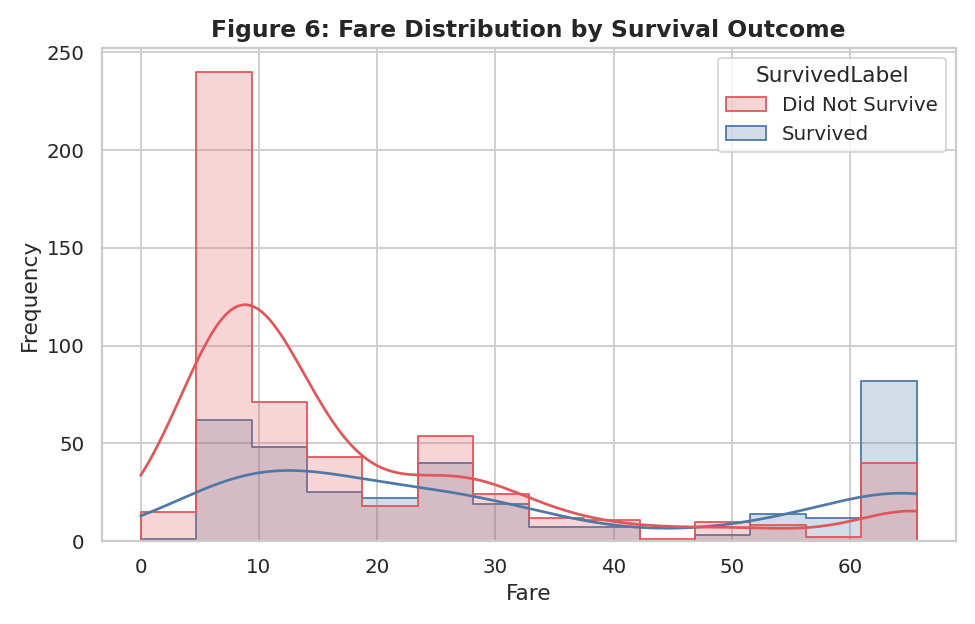 Figure 6: Fare Distribution by Survival Outcome
SurvivedLabel
Did Not Survive
Survived
Frequency
250
200
150
100
50
0
0 10 20 30 40 50 60
Fare